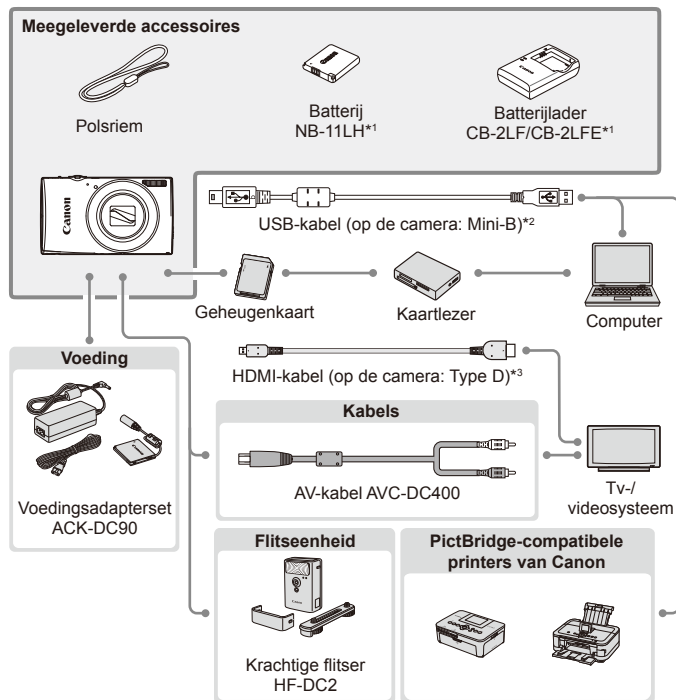 Meegeleverde accessoires
Polsriem
Batterij
NB-11LH*1
Batterijlader
CB-2LF/CB-2LFE*1
Canon
USB-kabel (op de camera: Mini-B)*2
Geheugenkaart
Kaartlezer
Computer
HDMI-kabel (op de camera: Type D)*3
Voeding
Voedingsadapterset
ACK-DC90
Kabels
AV-kabel AVC-DC400
Tv-/
videosysteem
Flitseenheid
Krachtige flitser
HF-DC2
PictBridge-compatibele
printers van Canon